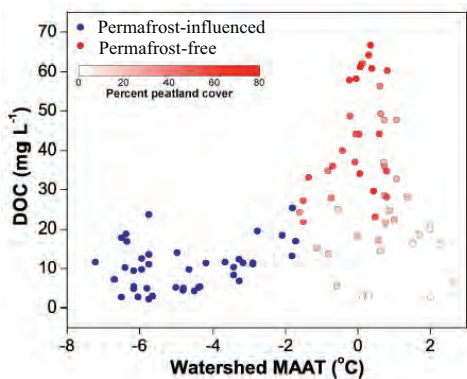 Permafrost-influenced
Permafrost-free
0 20 40 60 80
Percent peatland cover
70
60
50
40
30
20
10
0
DOC (mg L⁻¹)
-8 -6 -4 -2 0 2
Watershed MAAT (°C)